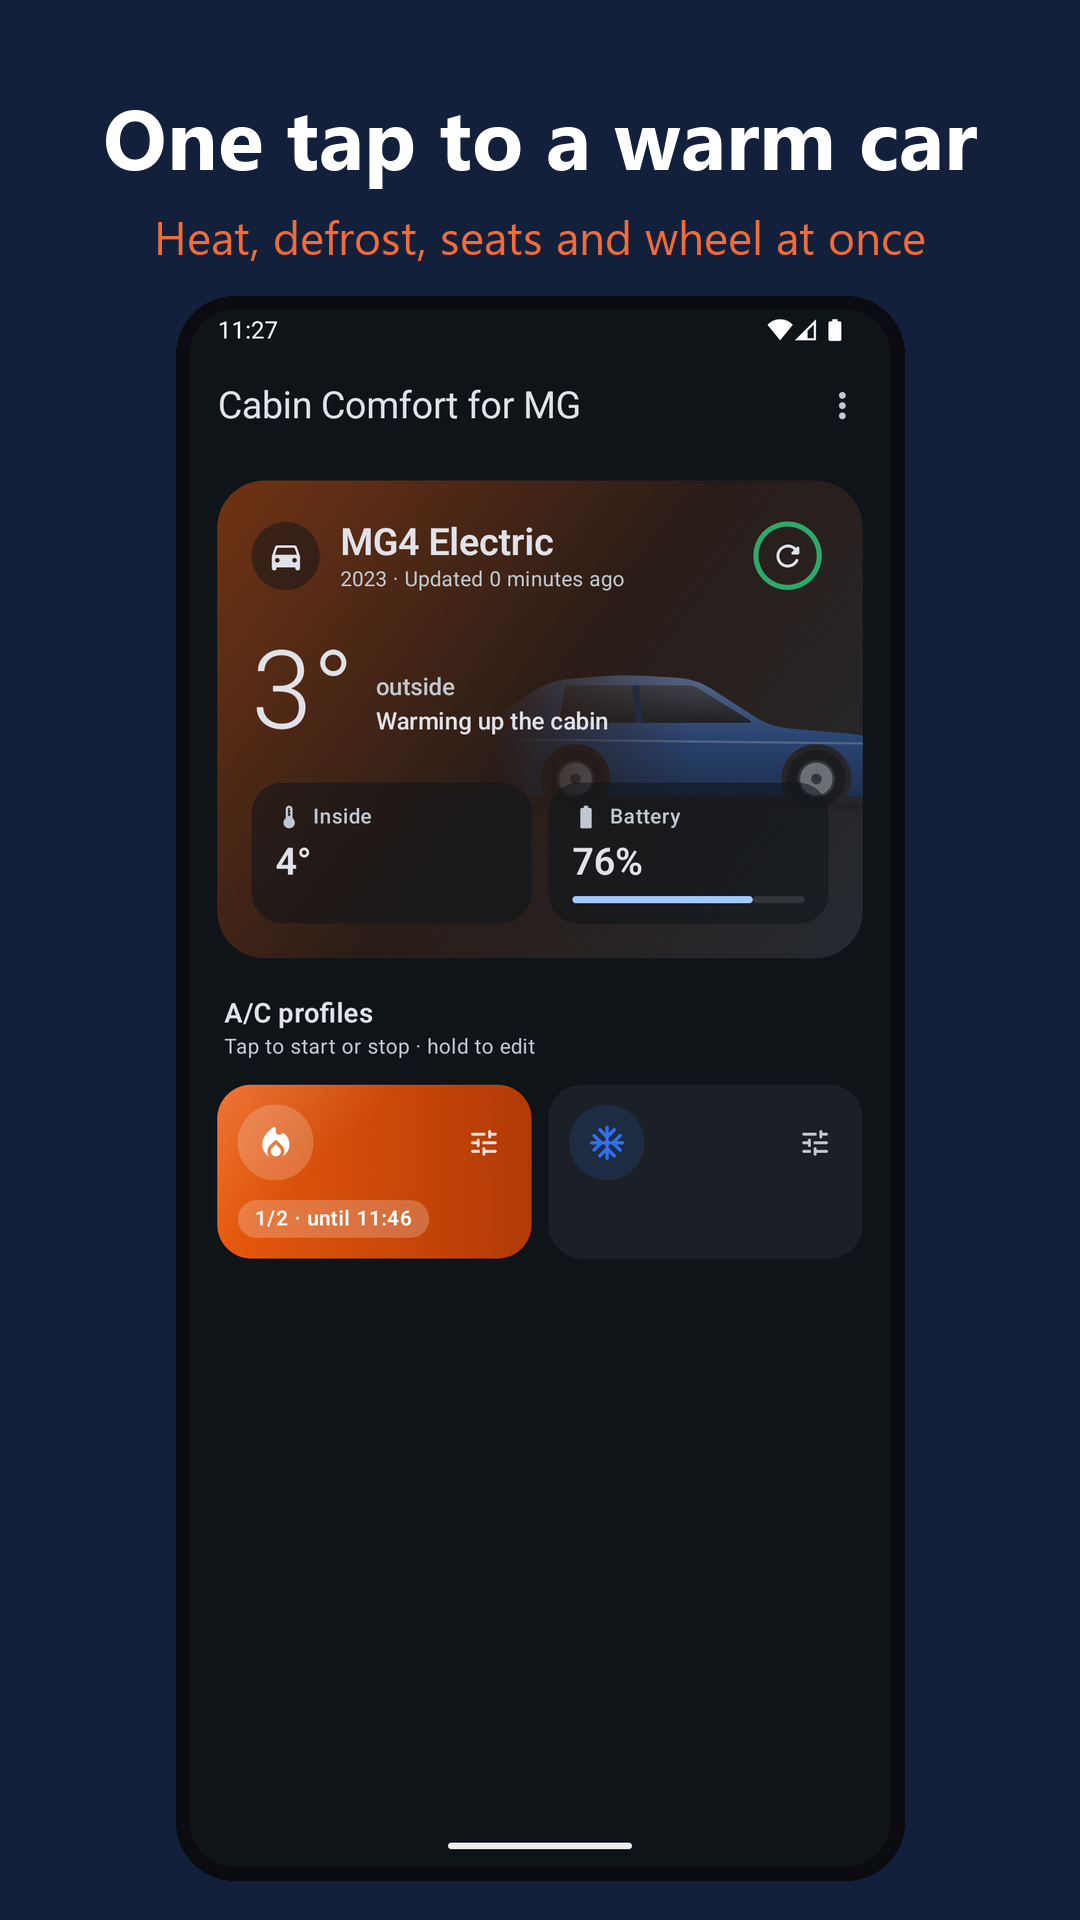 One tap to a warm car
Heat, defrost, seats and wheel at once
11:27
Cabin Comfort for MG
MG4 Electric
2023 · Updated 0 minutes ago
3°
outside
Warming up the cabin
Inside
4°
Battery
76%
A/C profiles
Tap to start or stop · hold to edit
1/2 · until 11:46